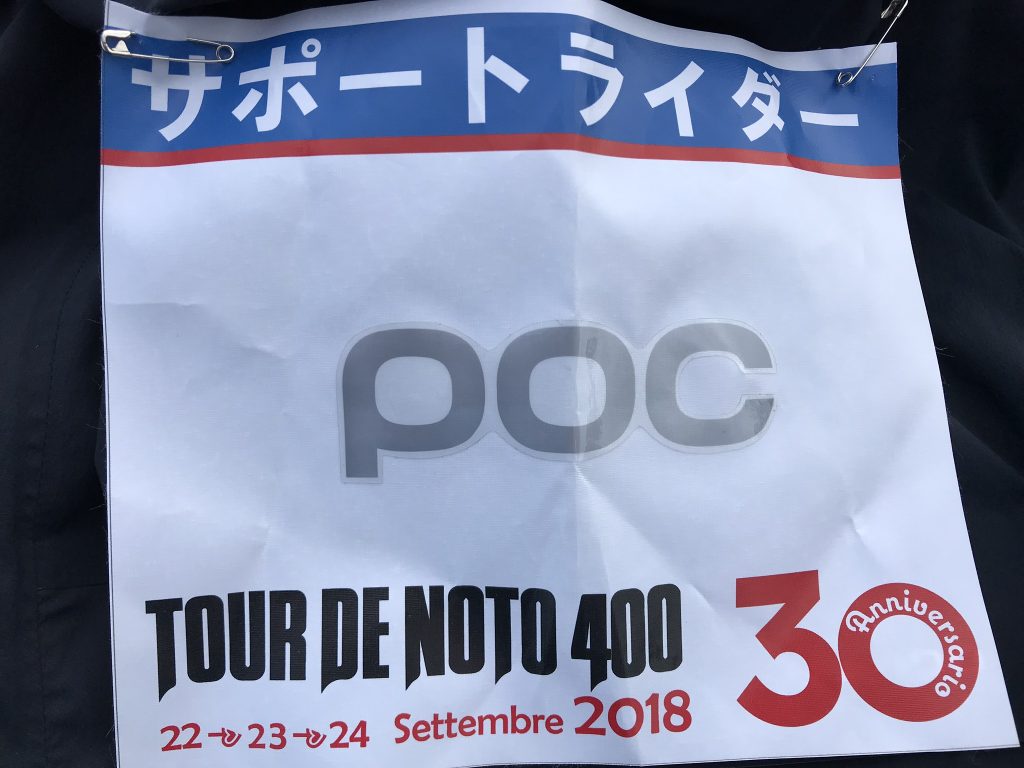 サポートライダー
poc
TOUR DE NOTO 400
22→23→24 Settembre 2018
30
Anniversario